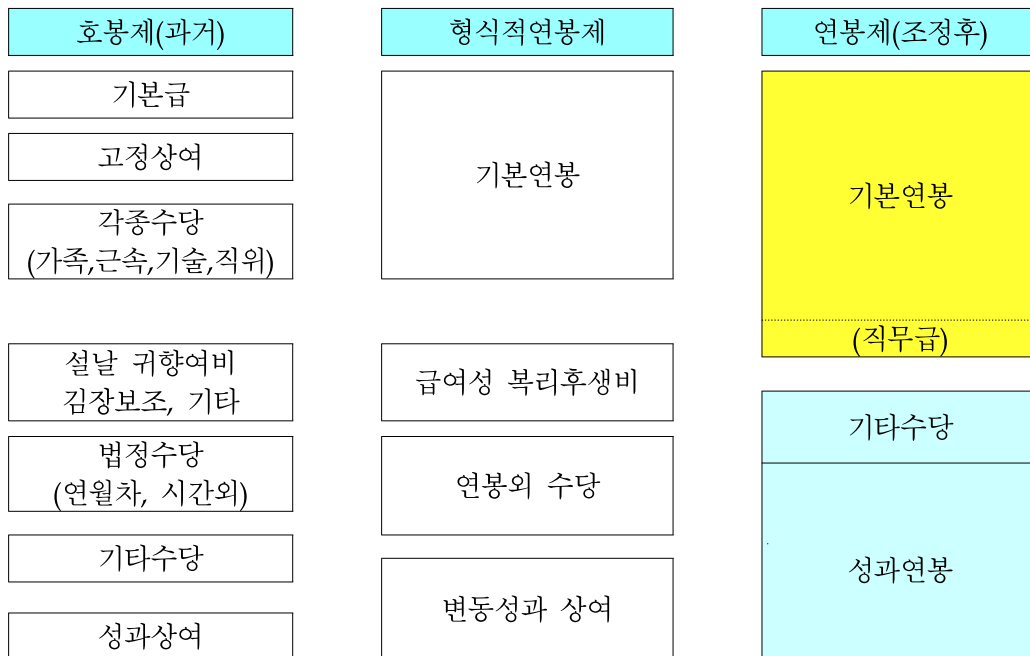 호봉제(과거)
기본급
고정상여
각종수당
(가족,근속,기술,직위)
설날 귀향여비
김장보조, 기타
법정수당
(연월차, 시간외)
기타수당
성과상여
형식적연봉제
기본연봉
급여성 복리후생비
연봉외 수당
변동성과 상여
연봉제(조정후)
기본연봉
(직무급)
기타수당
성과연봉